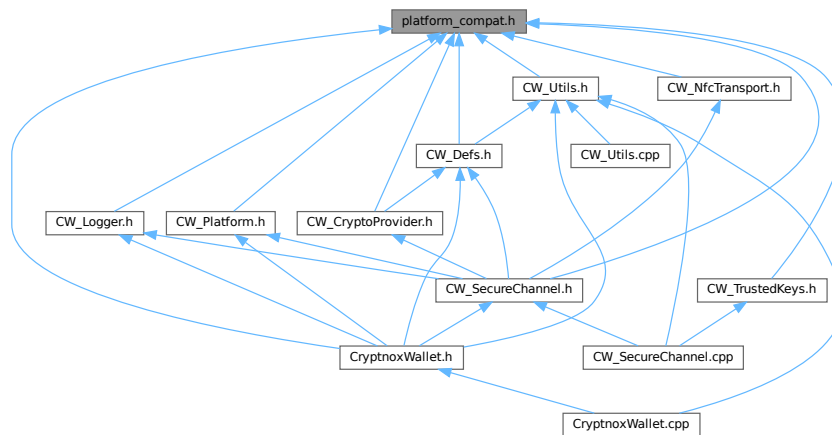 platform_compat.h
CW_Utils.h
CW_NfcTransport.h
CW_Defs.h
CW_Utils.cpp
CW_Logger.h
CW_Platform.h
CW_CryptoProvider.h
CW_SecureChannel.h
CW_TrustedKeys.h
CryptnoxWallet.h
CW_SecureChannel.cpp
CryptnoxWallet.cpp